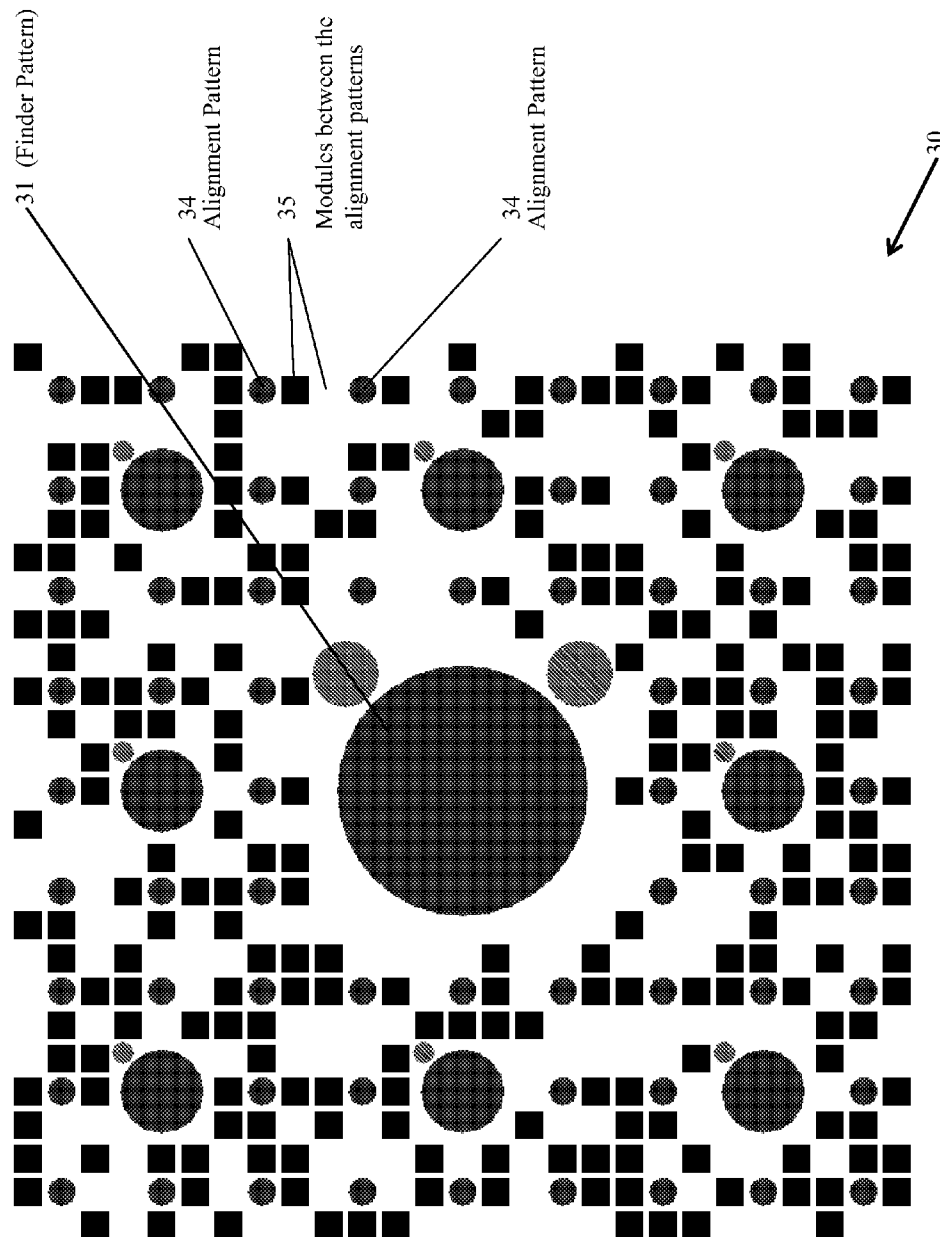 31 (Finder Pattern)
34
Alignment Pattern
35
Modules between the
alignment patterns
34
Alignment Pattern
30